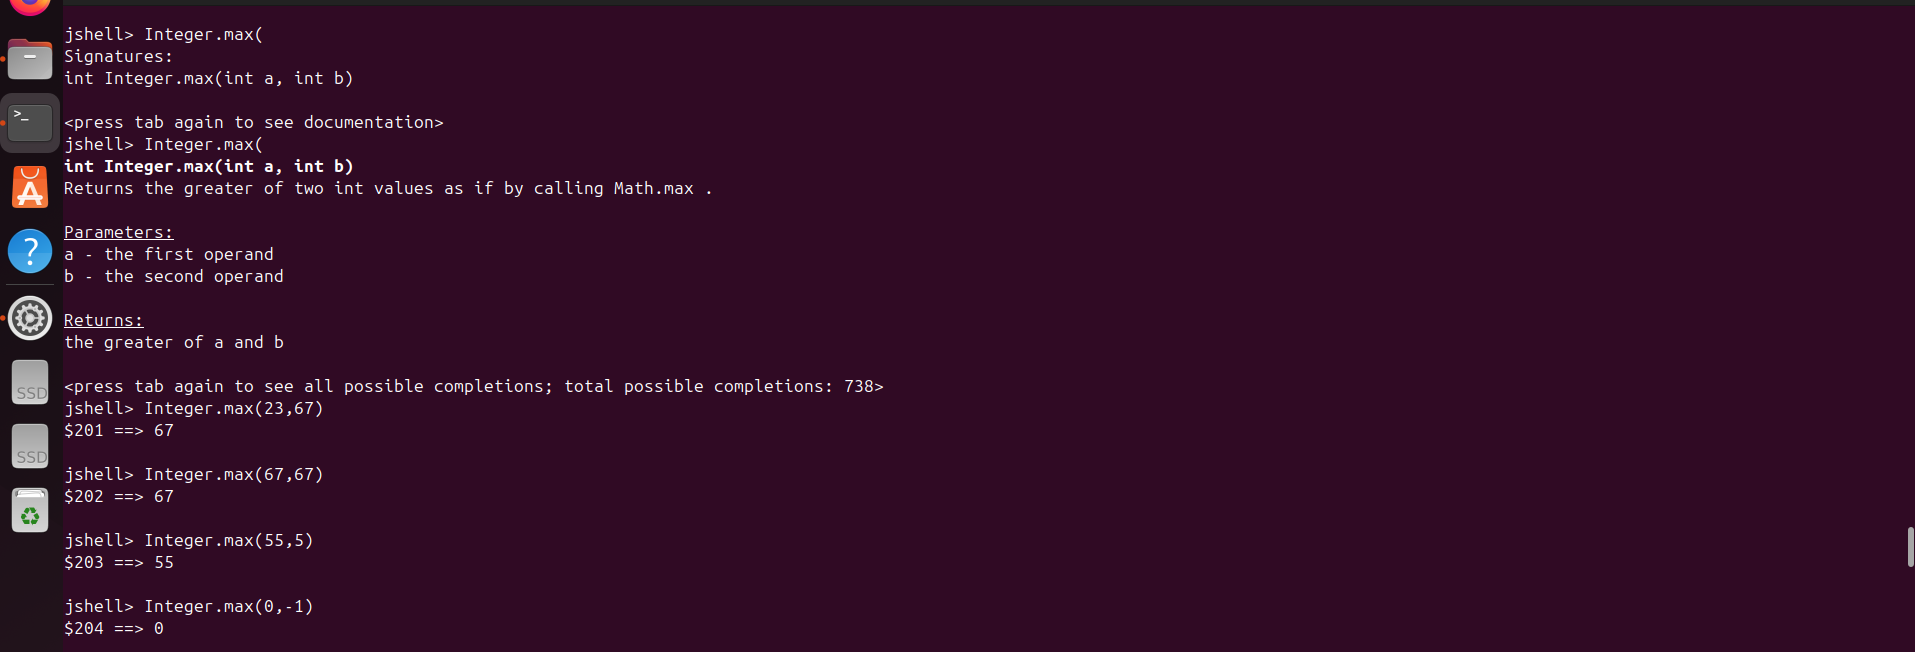 jshell> Integer.max(
Signatures:
int Integer.max(int a, int b)
<press tab again to see documentation>
jshell> Integer.max(
int Integer.max(int a, int b)
Returns the greater of two int values as if by calling Math.max .
Parameters:
a - the first operand
b - the second operand
Returns:
the greater of a and b
<press tab again to see all possible completions; total possible completions: 738>
jshell> Integer.max(23,67)
$201 ==> 67
jshell> Integer.max(67,67)
$202 ==> 67
jshell> Integer.max(55,5)
$203 ==> 55
jshell> Integer.max(0,-1)
$204 ==> 0
>_
A
?
SSD
SSD